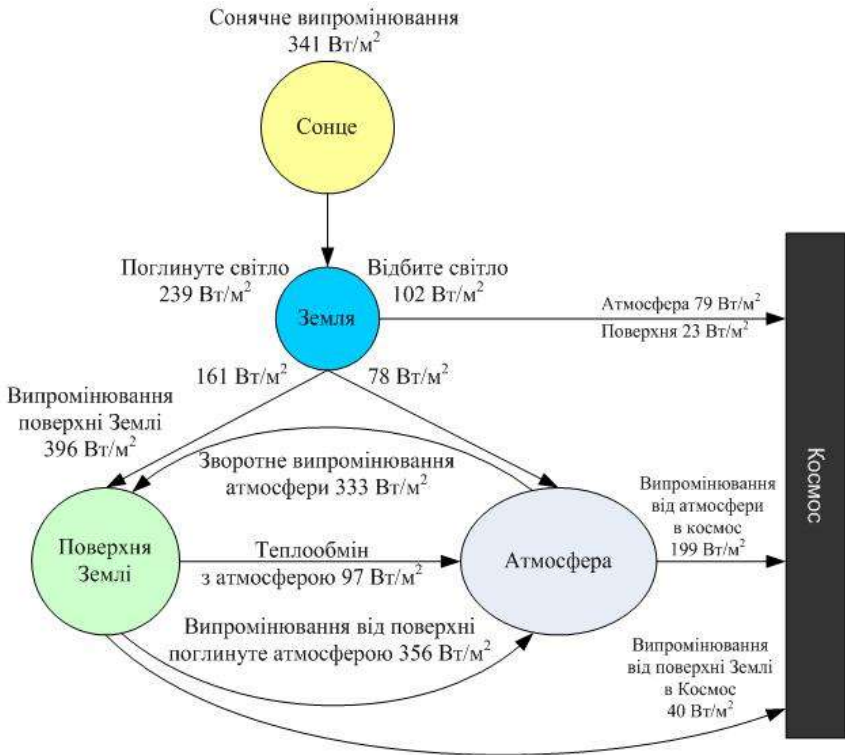 Сонячне випромінювання
341 Вт/м²
Сонце
Поглинуте світло
239 Вт/м²
Відбите світло
102 Вт/м²
Земля
Атмосфера 79 Вт/м²
Поверхня 23 Вт/м²
161 Вт/м²
78 Вт/м²
Випромінювання
поверхні Землі
396 Вт/м²
Зворотне випромінювання
атмосфери 333 Вт/м²
Космос
Випромінювання
від атмосфери
в космос
199 Вт/м²
Поверхня
Землі
Теплообмін
з атмосферою 97 Вт/м²
Атмосфера
Випромінювання від поверхні
поглинуте атмосферою 356 Вт/м²
Випромінювання
від поверхні Землі
в Космос
40 Вт/м²